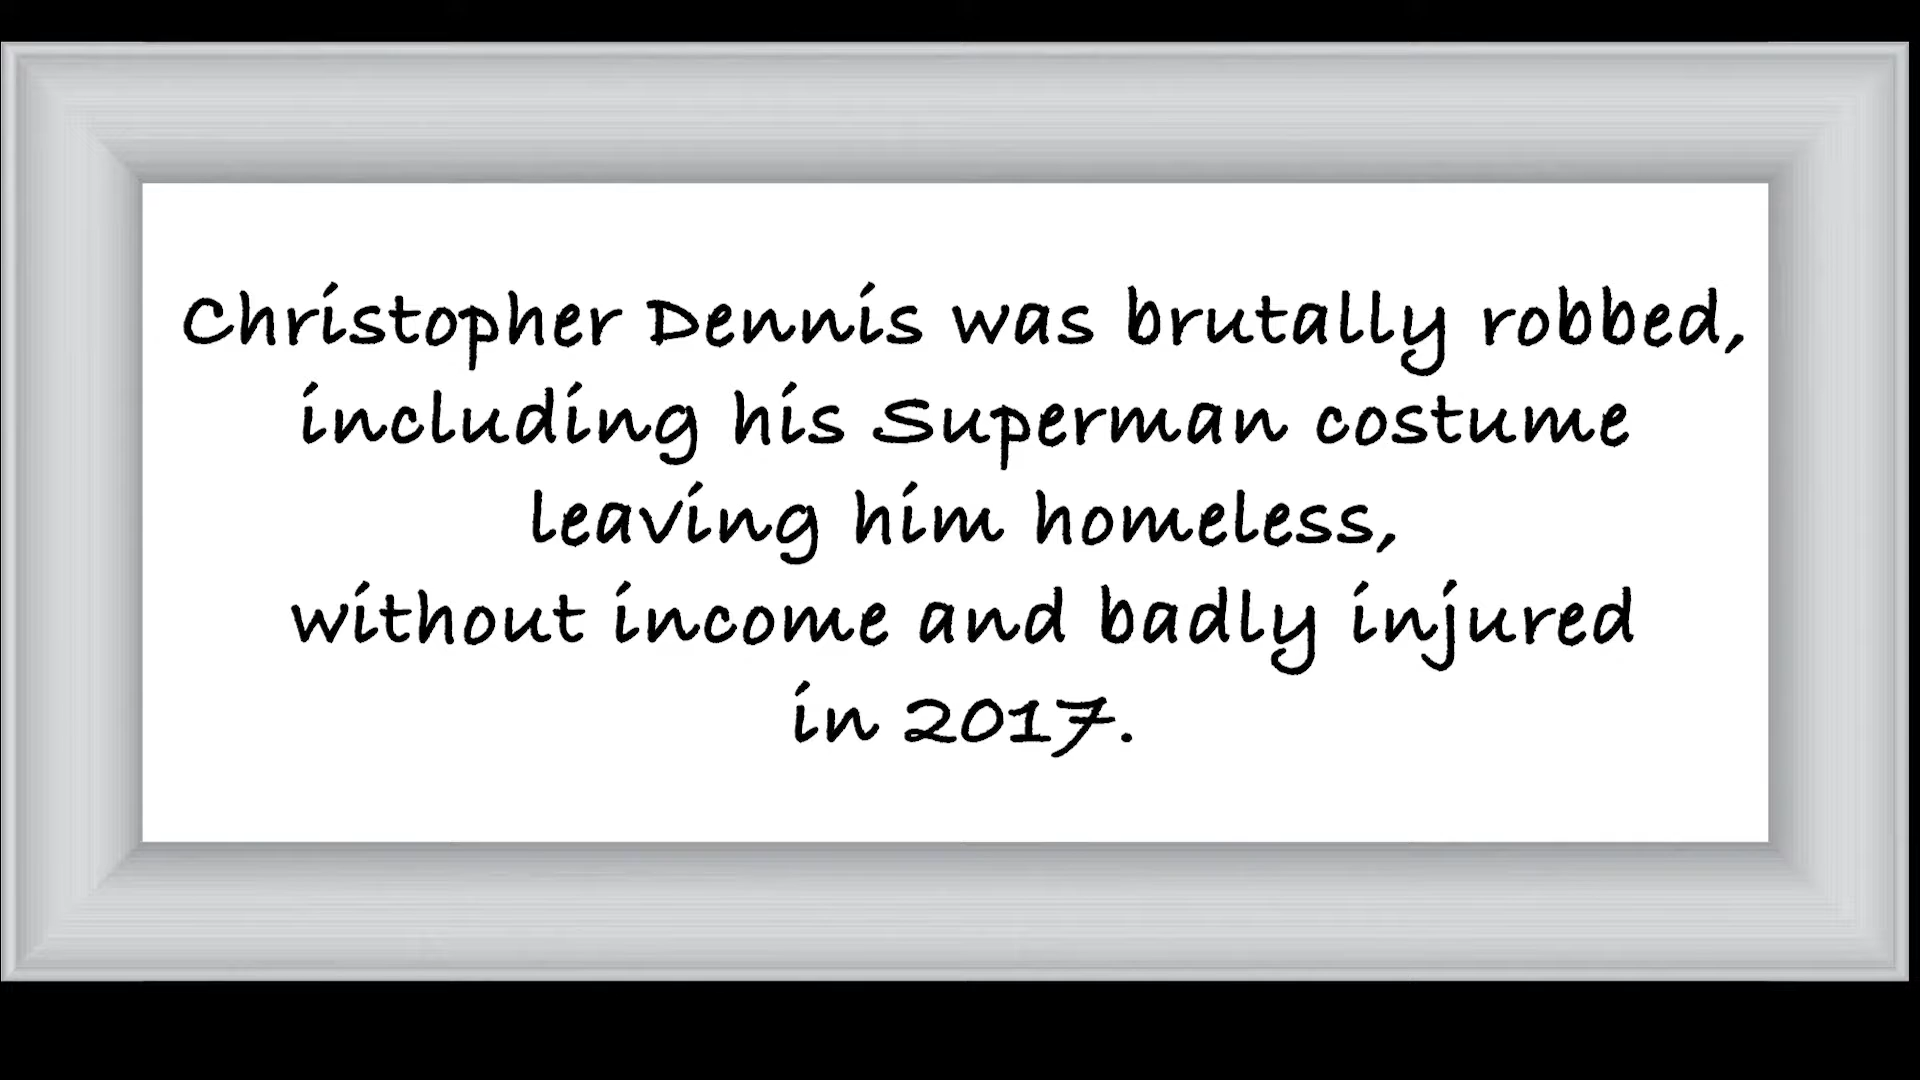 Christopher Dennis was brutally robbed,
including his Superman costume
leaving him homeless,
without income and badly injured
in 2017.